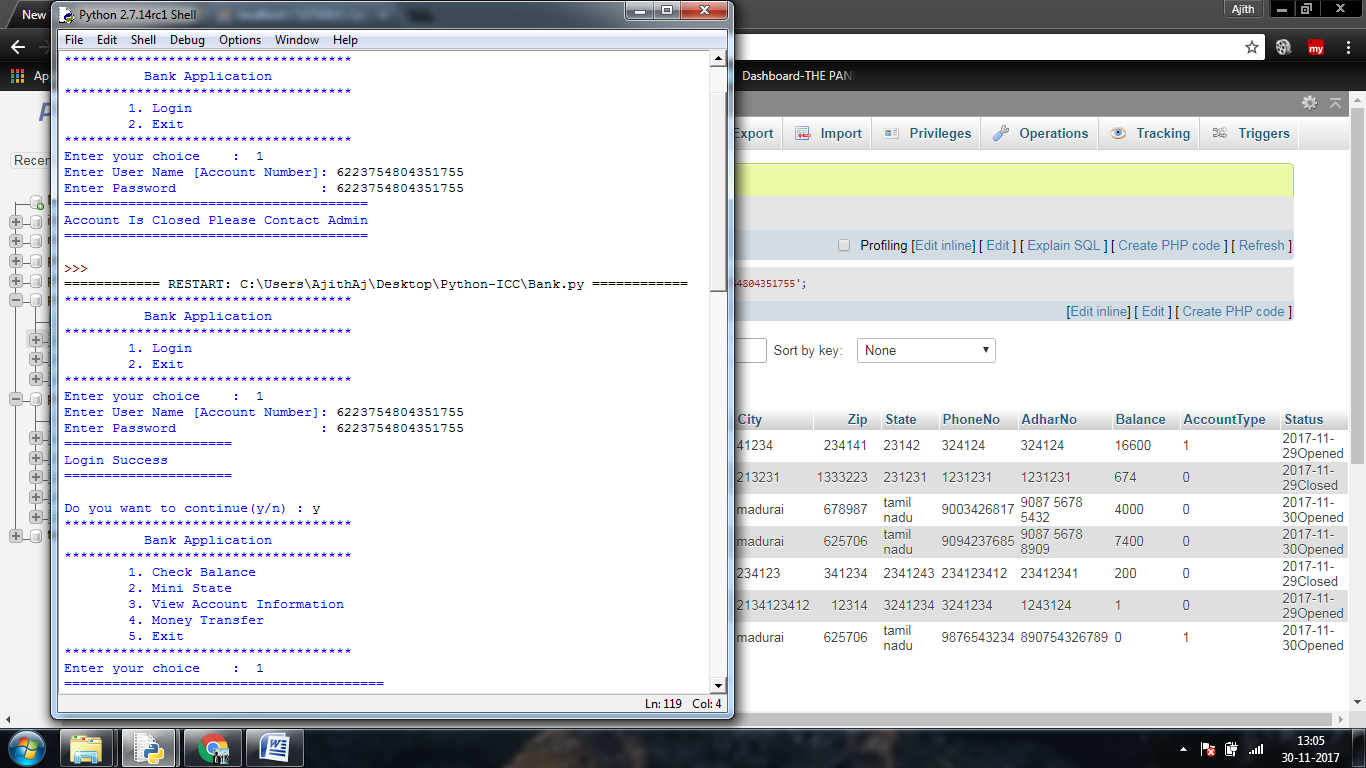 New
Python 2.7.14rc1 Shell
Ajith
File Edit Shell Debug Options Window Help
************************************
Bank Application
************************************
1. Login
2. Exit
************************************
Enter your choice    :  1
Enter User Name [Account Number]: 6223754804351755
Enter Password                  : 6223754804351755
======================================
Account Is Closed Please Contact Admin
======================================
>>>
============ RESTART: C:\Users\AjithAj\Desktop\Python-ICC\Bank.py ============
************************************
Bank Application
************************************
1. Login
2. Exit
************************************
Enter your choice    :  1
Enter User Name [Account Number]: 6223754804351755
Enter Password                  : 6223754804351755
=====================
Login Success
=====================
Do you want to continue(y/n) : y
************************************
Bank Application
************************************
1. Check Balance
2. Mini State
3. View Account Information
4. Money Transfer
5. Exit
************************************
Enter your choice    :  1
========================================
Ln: 119 Col: 4
Ap
Recen
my
Dashboard-THE PAN
Export Import Privileges Operations Tracking Triggers
Profiling [Edit inline] [ Edit ] [ Explain SQL ] [ Create PHP code ] [ Refresh ]
4804351755';
[Edit inline] [ Edit ] [ Create PHP code ]
Sort by key: None
City Zip State PhoneNo AdharNo Balance AccountType Status
41234 234141 23142 324124 324124 16600 1 2017-11-29Opened
213231 1333223 231231 1231231 1231231 674 0 2017-11-29Closed
madurai 678987 tamil nadu 9003426817 9087 5678 5432 4000 0 2017-11-30Opened
madurai 625706 tamil nadu 9094237685 9087 5678 8909 7400 0 2017-11-30Opened
234123 341234 2341243 234123412 23412341 200 0 2017-11-29Closed
2134123412 12314 3241234 3241234 1243124 1 0 2017-11-29Opened
madurai 625706 tamil nadu 9876543234 890754326789 0 1 2017-11-30Opened
13:05
30-11-2017